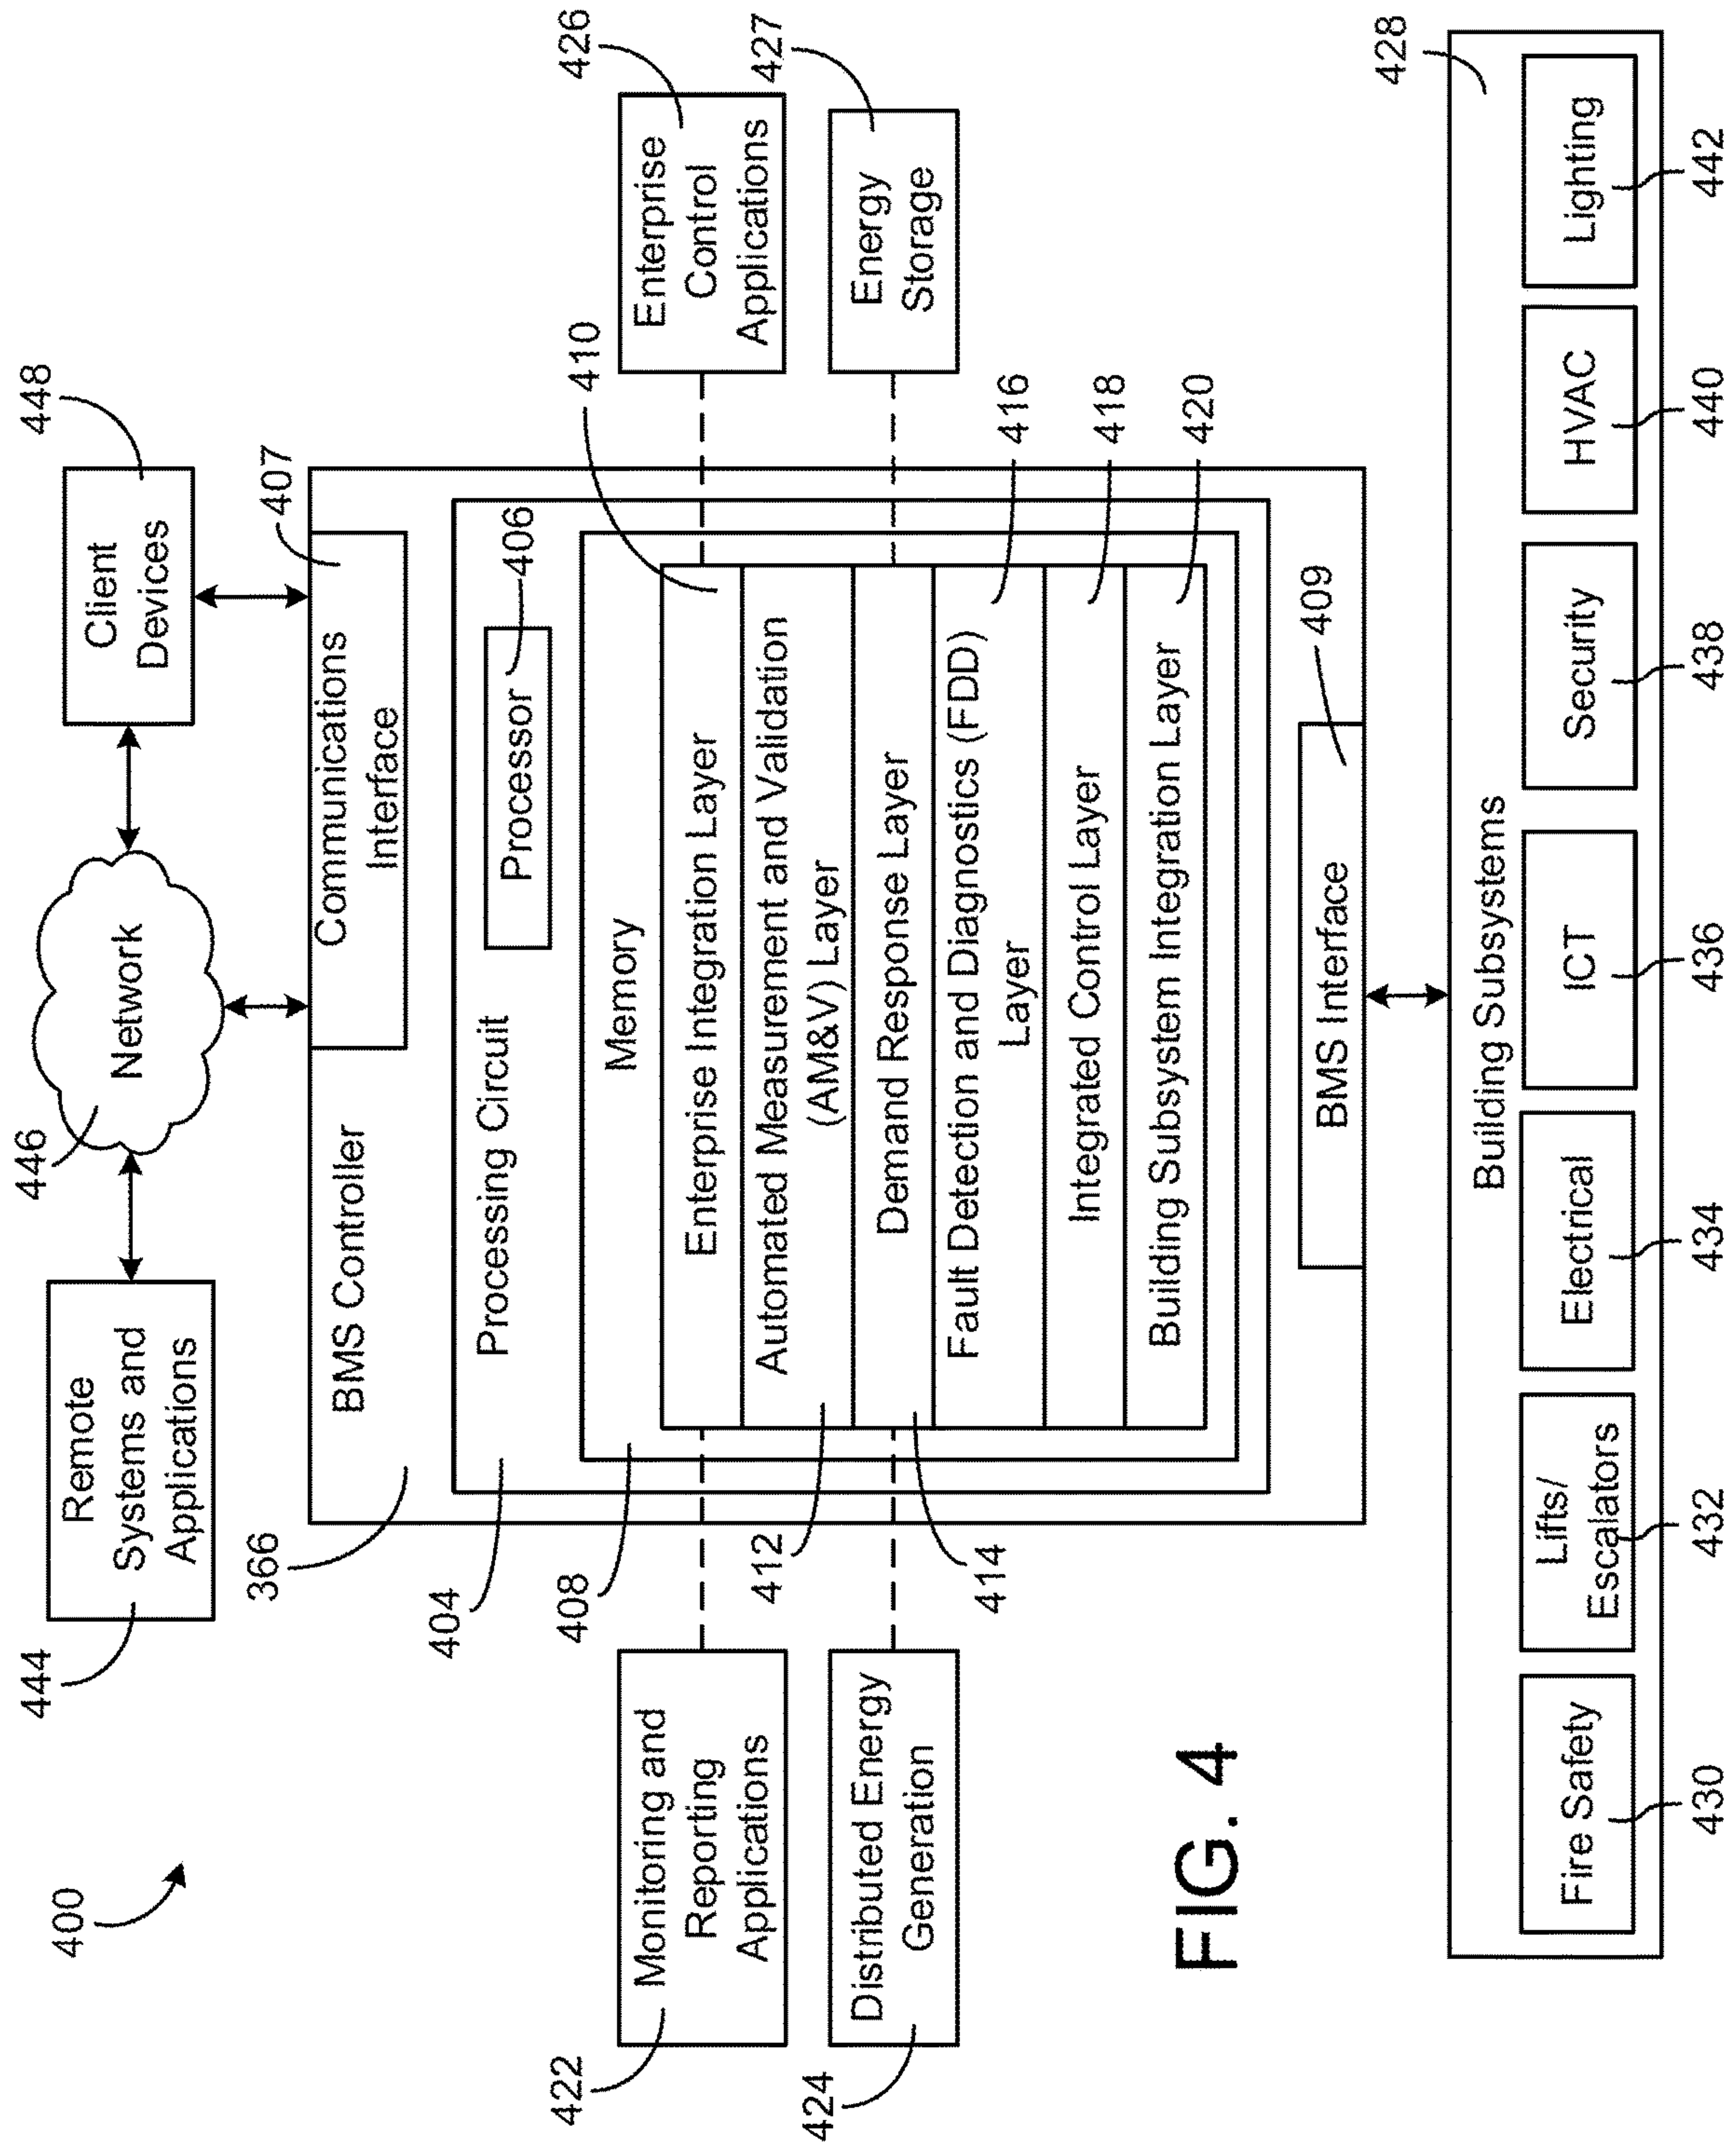 400
444
Remote
Systems and
Applications
446
Network
448
Client
Devices
366
BMS Controller
Communications
Interface
407
404
Processing Circuit
Processor
406
408
Memory
410
Enterprise Integration Layer
Automated Measurement and Validation
(AM&V) Layer
412
Demand Response Layer
414
Fault Detection and Diagnostics (FDD)
Layer
416
Integrated Control Layer
418
Building Subsystem Integration Layer
420
422
Monitoring and
Reporting
Applications
424
Distributed Energy
Generation
426
Enterprise
Control
Applications
427
Energy
Storage
BMS Interface
409
FIG. 4
428
Building Subsystems
Fire Safety
Lifts/
Escalators
Electrical
ICT
Security
HVAC
Lighting
430
432
434
436
438
440
442